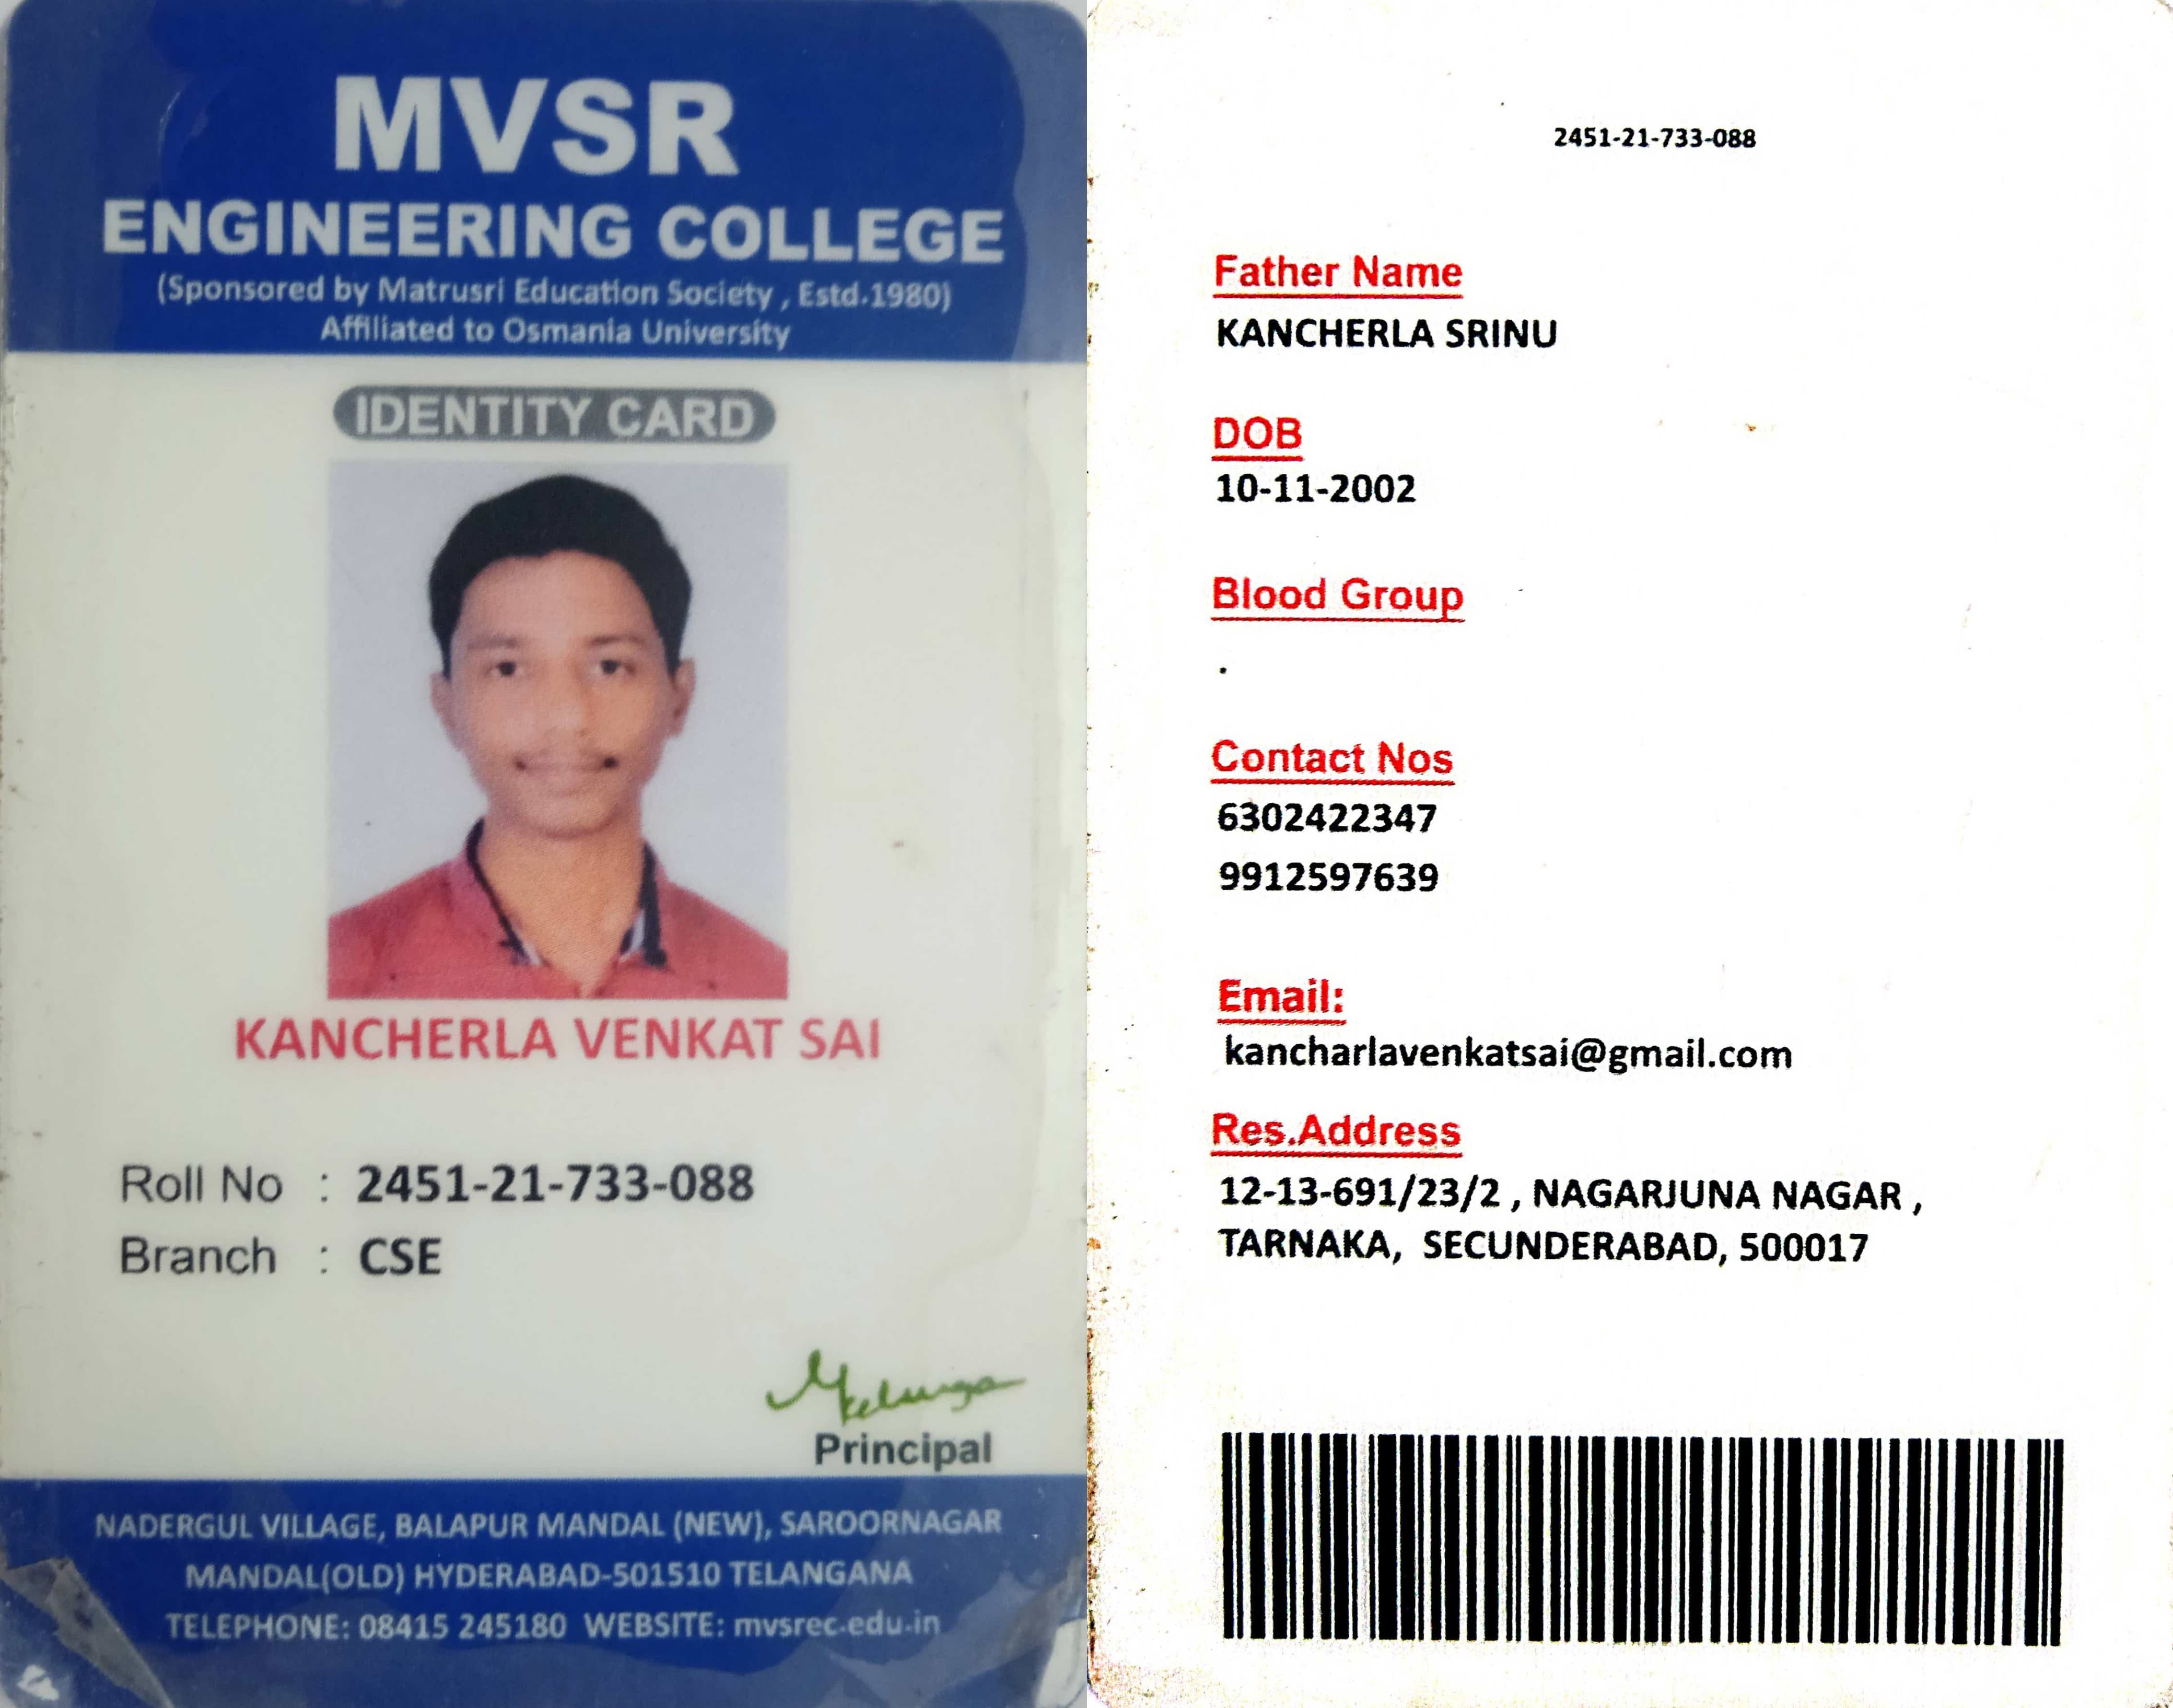 MVSR
ENGINEERING COLLEGE
(Sponsored by Matrusri Education Society , Estd.1980)
Affiliated to Osmania University
IDENTITY CARD
KANCHERLA VENKAT SAI
Roll No : 2451-21-733-088
Branch : CSE
Principal
NADERGUL VILLAGE, BALAPUR MANDAL (NEW), SAROORNAGAR
MANDAL(OLD) HYDERABAD-501510 TELANGANA
TELEPHONE: 08415 245180 WEBSITE: mvsrec.edu.in
2451-21-733-088
Father Name
KANCHERLA SRINU
DOB
10-11-2002
Blood Group
.
Contact Nos
6302422347
9912597639
Email:
kancharlavenkatsai@gmail.com
Res.Address
12-13-691/23/2 , NAGARJUNA NAGAR ,
TARNAKA, SECUNDERABAD, 500017